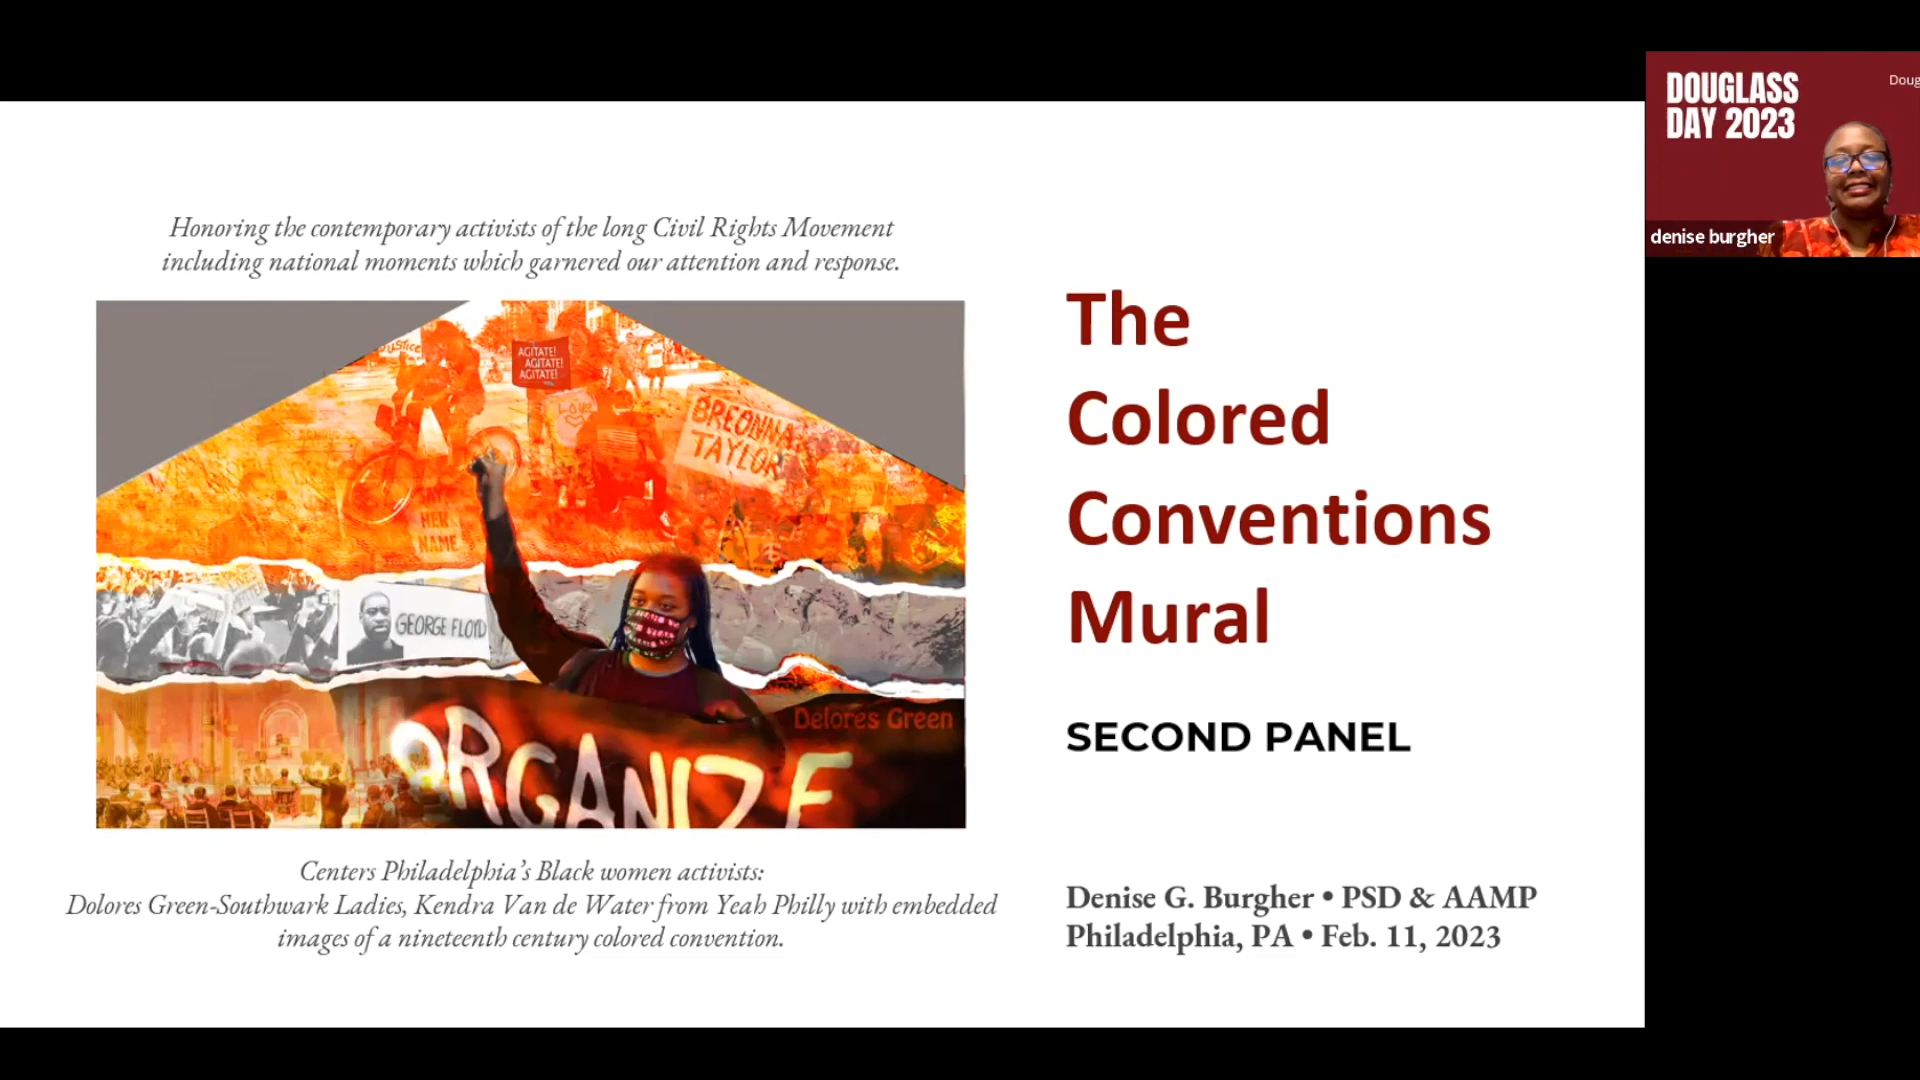 Honoring the contemporary activists of the long Civil Rights Movement
including national moments which garnered our attention and response.
JUSTICE
AGITATE!
AGITATE!
AGITATE!
Love
BREONNA
TAYLOR
HER
NAME
GEORGE FLOYD
Delores Green
ORGANIZE
Centers Philadelphia's Black women activists:
Dolores Green-Southwark Ladies, Kendra Van de Water from Yeah Philly with embedded
images of a nineteenth century colored convention.
The
Colored
Conventions
Mural
SECOND PANEL
Denise G. Burgher • PSD & AAMP
Philadelphia, PA • Feb. 11, 2023
DOUGLASS
DAY 2023
Doug
denise burgher